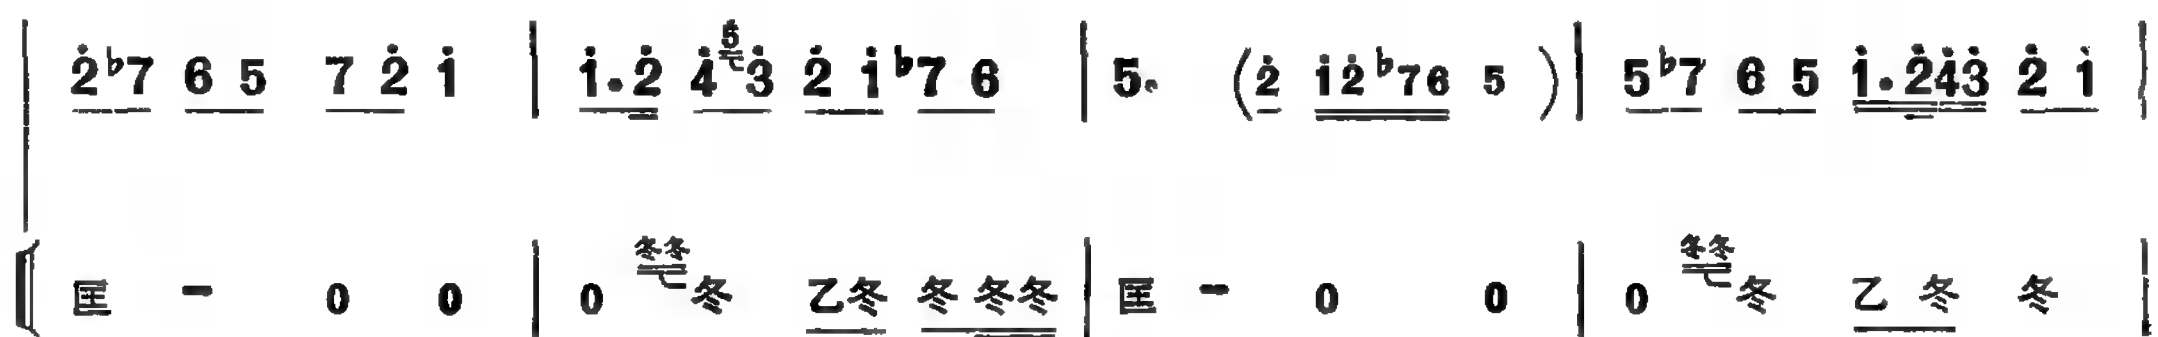 2̇♭7 6 5 7 2̇ 1̇ | 1̇·2̇ 4̇ 5 3̇ 2̇ 1̇ ♭7 6 | 5· (2̇ 1̇2̇♭76 5) | 5♭7 6 5 1̇·2̇4̇3̇ 2̇ 1̇ |
匡 - 0 0 | 0 冬冬 冬 乙冬 冬 冬冬 | 匡 - 0 0 | 0 冬冬 冬 乙 冬 冬 |